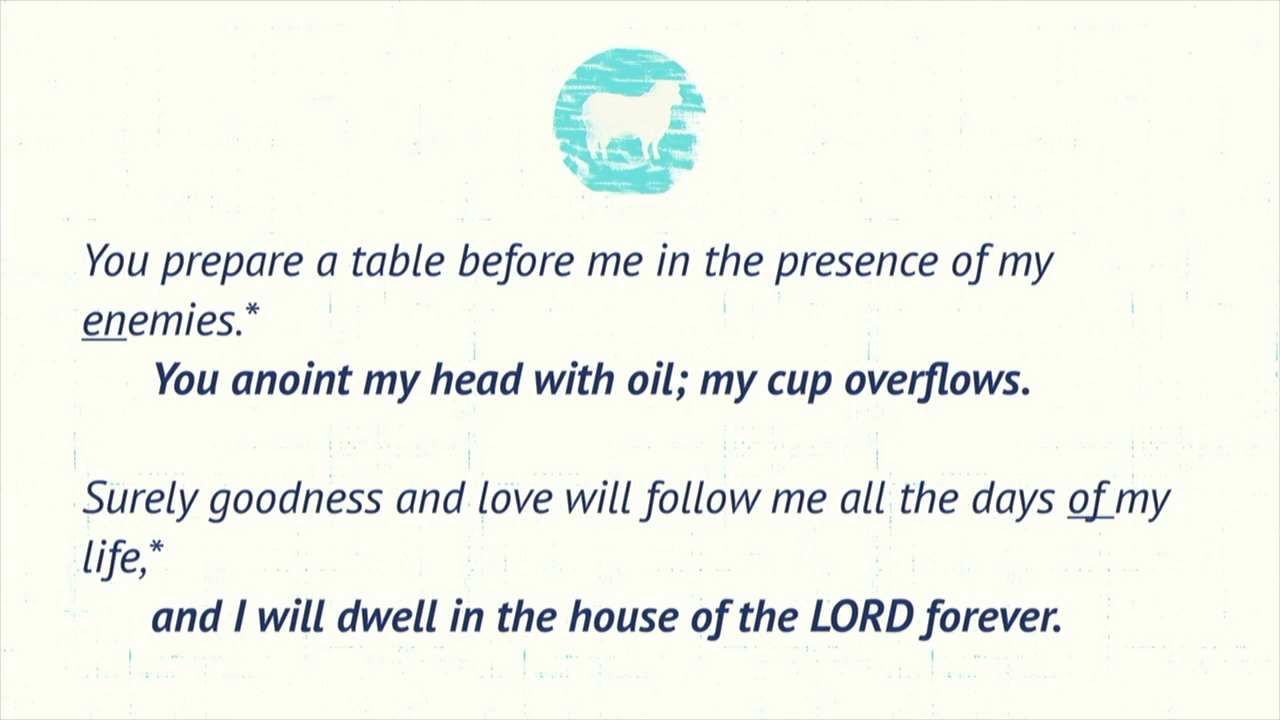 You prepare a table before me in the presence of my
enemies.*
You anoint my head with oil; my cup overflows.
Surely goodness and love will follow me all the days of my
life,*
and I will dwell in the house of the LORD forever.